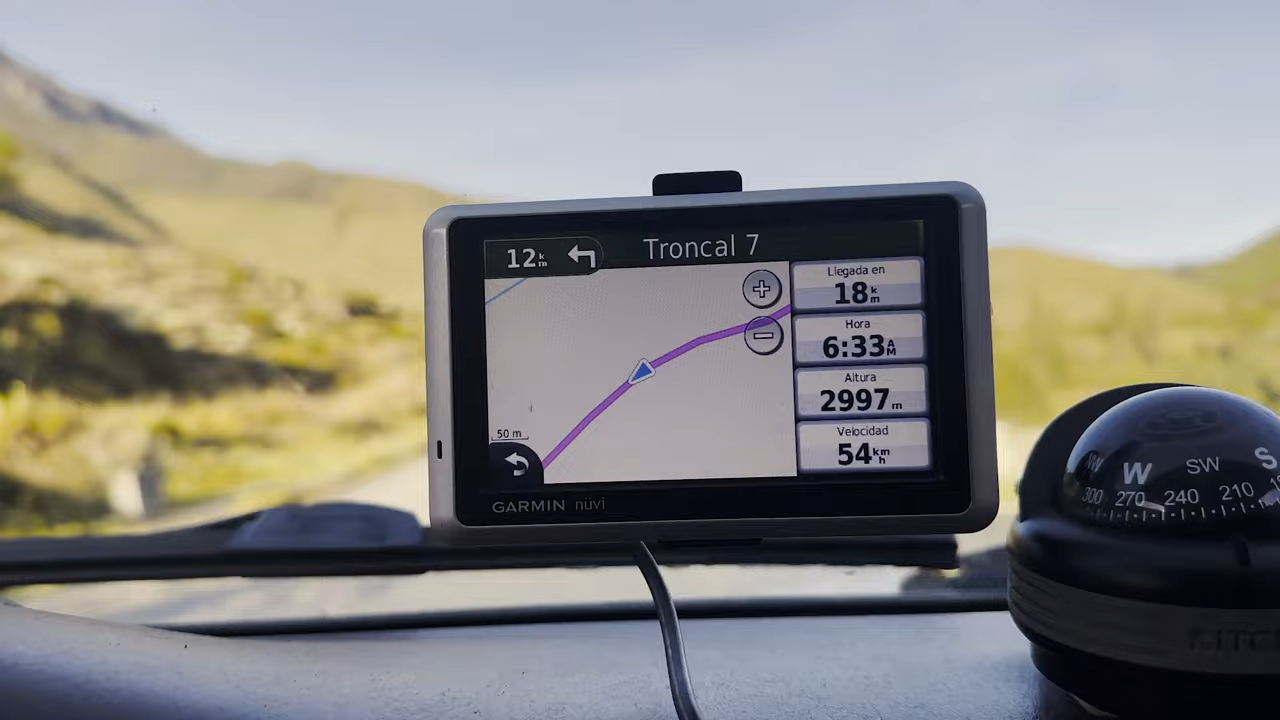 12 km
Troncal 7
Llegada en
18 km
Hora
6:33 AM
Altura
2997 m
Velocidad
54 km h
50 m
GARMIN nüvi
W SW S
300 270 240 210